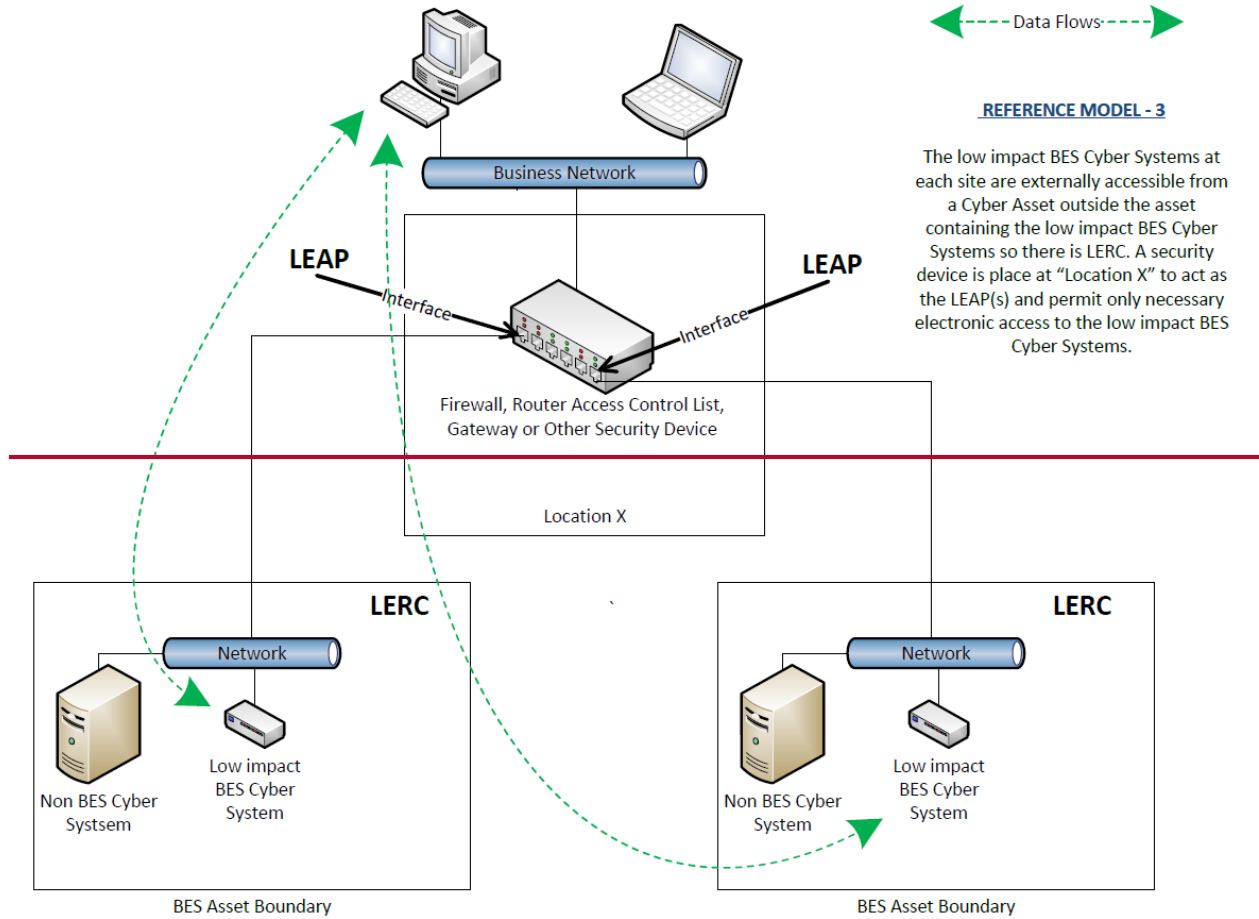 Data Flows
REFERENCE MODEL - 3
The low impact BES Cyber Systems at
each site are externally accessible from
a Cyber Asset outside the asset
containing the low impact BES Cyber
Systems so there is LERC. A security
device is place at “Location X” to act as
the LEAP(s) and permit only necessary
electronic access to the low impact BES
Cyber Systems.
Business Network
LEAP
Interface
LEAP
Interface
Firewall, Router Access Control List,
Gateway or Other Security Device
Location X
LERC
Network
Non BES Cyber
Systsem
Low impact
BES Cyber
System
BES Asset Boundary
`
LERC
Network
Non BES Cyber
System
Low impact
BES Cyber
System
BES Asset Boundary